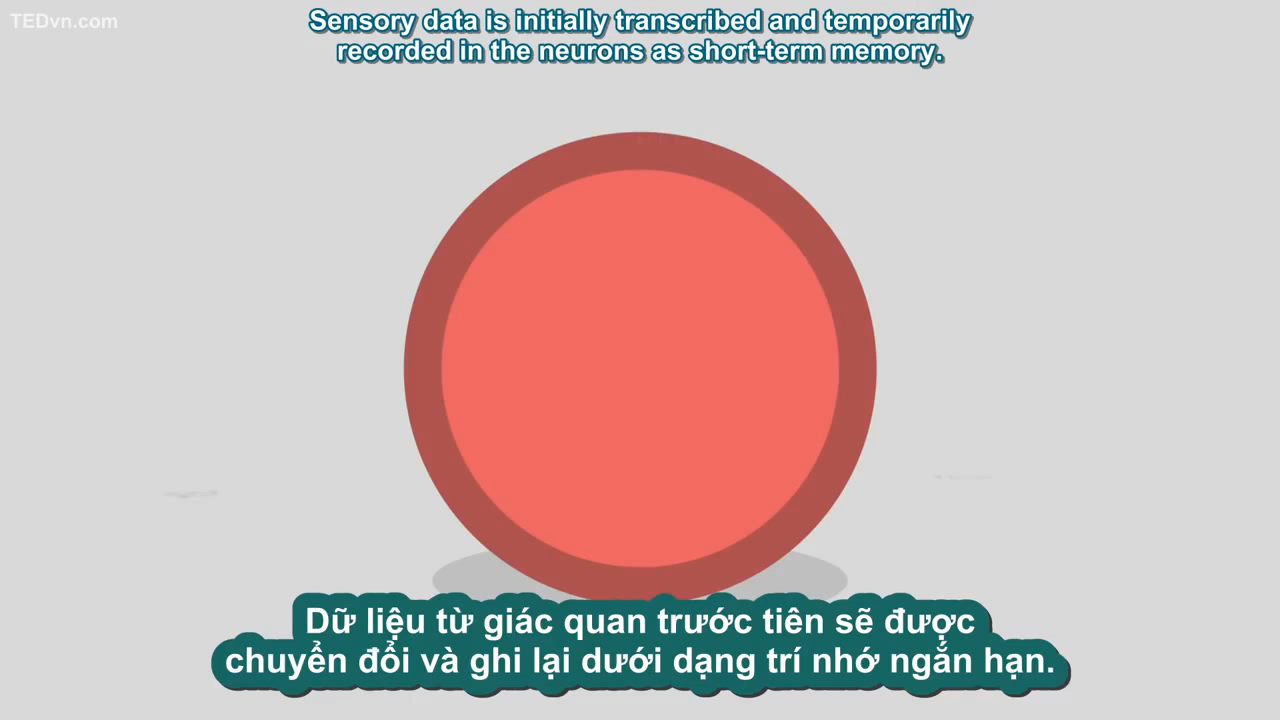 TEDvn.com
Sensory data is initially transcribed and temporarily
recorded in the neurons as short-term memory.
Dữ liệu từ giác quan trước tiên sẽ được
chuyển đổi và ghi lại dưới dạng trí nhớ ngắn hạn.